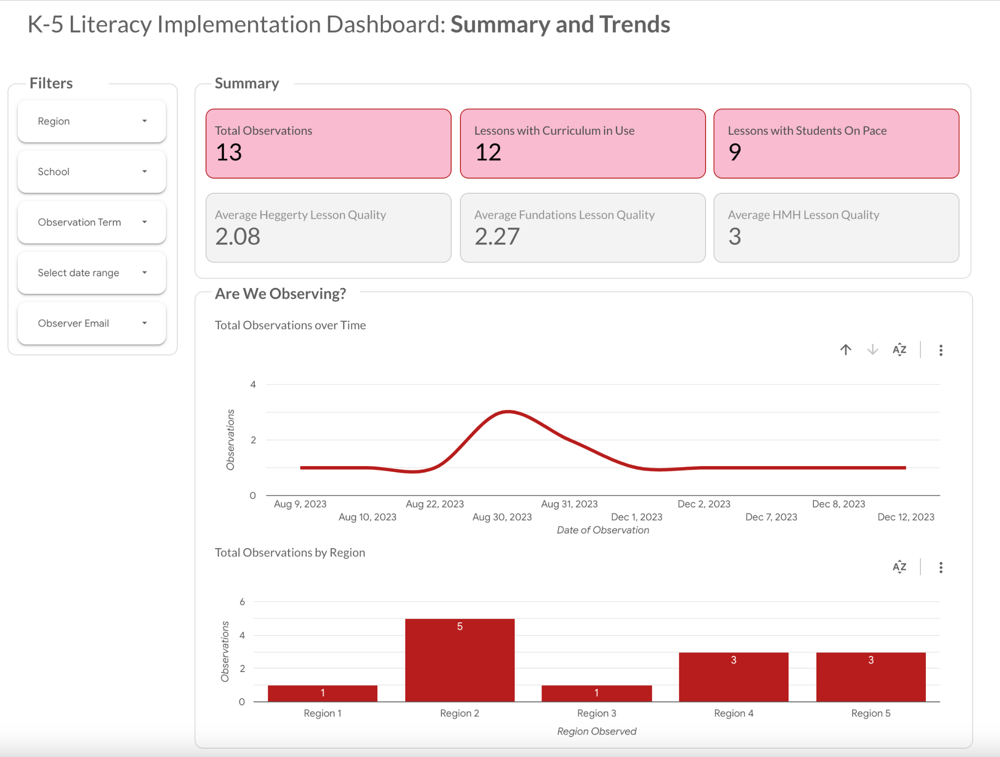 K-5 Literacy Implementation Dashboard: Summary and Trends
Filters
Region
School
Observation Term
Select date range
Observer Email
Summary
Total Observations
13
Lessons with Curriculum in Use
12
Lessons with Students On Pace
9
Average Heggerty Lesson Quality
2.08
Average Fundations Lesson Quality
2.27
Average HMH Lesson Quality
3
Are We Observing?
Total Observations over Time
AZ
4
2
0
Observations
Aug 9, 2023
Aug 10, 2023
Aug 22, 2023
Aug 30, 2023
Aug 31, 2023
Dec 1, 2023
Dec 2, 2023
Dec 7, 2023
Dec 8, 2023
Dec 12, 2023
Date of Observation
Total Observations by Region
AZ
6
4
2
0
Observations
1
5
1
3
3
Region 1
Region 2
Region 3
Region 4
Region 5
Region Observed